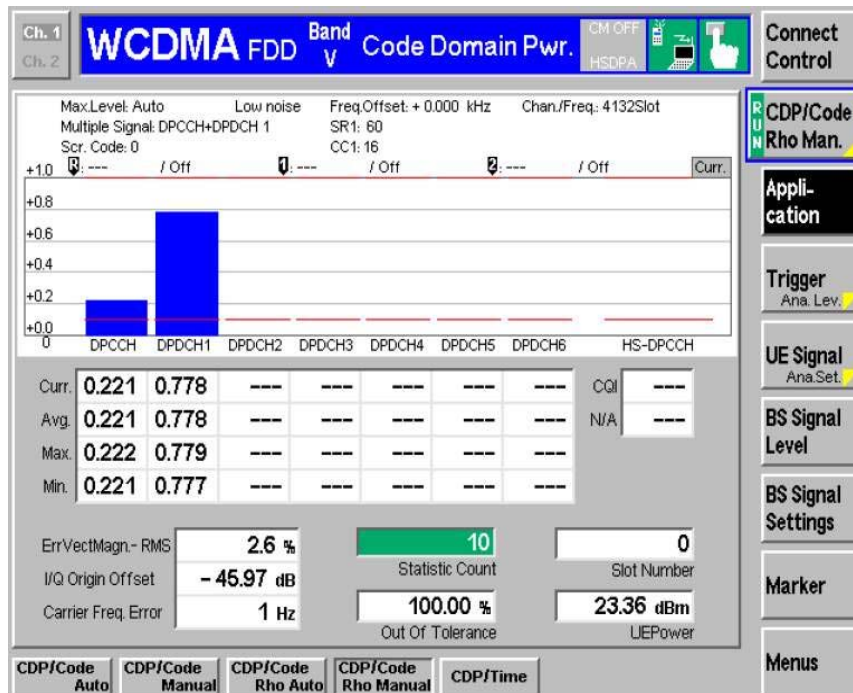 Ch. 1
Ch. 2
WCDMA FDD Band V Code Domain Pwr.
CM OFF
HSDPA
Connect Control
Max.Level: Auto Low noise Freq.Offset: + 0.000 kHz Chan./Freq.: 4132Slot
Multiple Signal: DPCCH+DPDCH 1 SR1: 60
Scr. Code: 0 CC1: 16
R: --- / Off 1: --- / Off 2: --- / Off Curr.
+1.0
+0.8
+0.6
+0.4
+0.2
+0.0
0 DPCCH DPDCH1 DPDCH2 DPDCH3 DPDCH4 DPDCH5 DPDCH6 HS-DPCCH
Curr. 0.221 0.778 --- --- --- --- --- CQI ---
Avg. 0.221 0.778 --- --- --- --- --- N/A ---
Max. 0.222 0.779 --- --- --- --- ---
Min. 0.221 0.777 --- --- --- --- ---
ErrVectMagn.- RMS 2.6 %
I/Q Origin Offset - 45.97 dB
Carrier Freq. Error 1 Hz
10
Statistic Count
100.00 %
Out Of Tolerance
0
Slot Number
23.36 dBm
UEPower
RUN
CDP/Code
Rho Man.
Appli-
cation
Trigger
Ana. Lev.
UE Signal
Ana.Set.
BS Signal
Level
BS Signal
Settings
Marker
Menus
CDP/Code Auto
CDP/Code Manual
CDP/Code Rho Auto
CDP/Code Rho Manual
CDP/Time